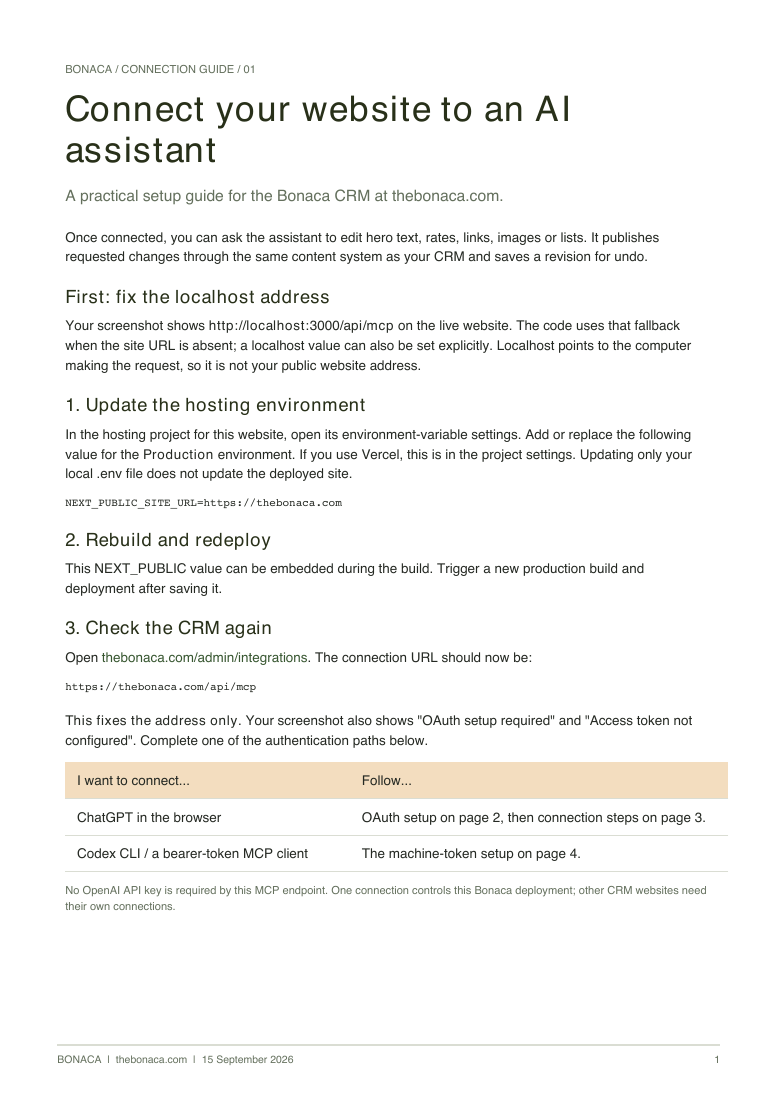 BONACA / CONNECTION GUIDE / 01
Connect your website to an AI
assistant
A practical setup guide for the Bonaca CRM at thebonaca.com.
Once connected, you can ask the assistant to edit hero text, rates, links, images or lists. It publishes
requested changes through the same content system as your CRM and saves a revision for undo.
First: fix the localhost address
Your screenshot shows http://localhost:3000/api/mcp on the live website. The code uses that fallback
when the site URL is absent; a localhost value can also be set explicitly. Localhost points to the computer
making the request, so it is not your public website address.
1. Update the hosting environment
In the hosting project for this website, open its environment-variable settings. Add or replace the following
value for the Production environment. If you use Vercel, this is in the project settings. Updating only your
local .env file does not update the deployed site.
NEXT_PUBLIC_SITE_URL=https://thebonaca.com
2. Rebuild and redeploy
This NEXT_PUBLIC value can be embedded during the build. Trigger a new production build and
deployment after saving it.
3. Check the CRM again
Open thebonaca.com/admin/integrations. The connection URL should now be:
https://thebonaca.com/api/mcp
This fixes the address only. Your screenshot also shows "OAuth setup required" and "Access token not
configured". Complete one of the authentication paths below.
I want to connect... Follow...
ChatGPT in the browser OAuth setup on page 2, then connection steps on page 3.
Codex CLI / a bearer-token MCP client The machine-token setup on page 4.
No OpenAI API key is required by this MCP endpoint. One connection controls this Bonaca deployment; other CRM websites need
their own connections.
BONACA | thebonaca.com | 15 September 2026 1